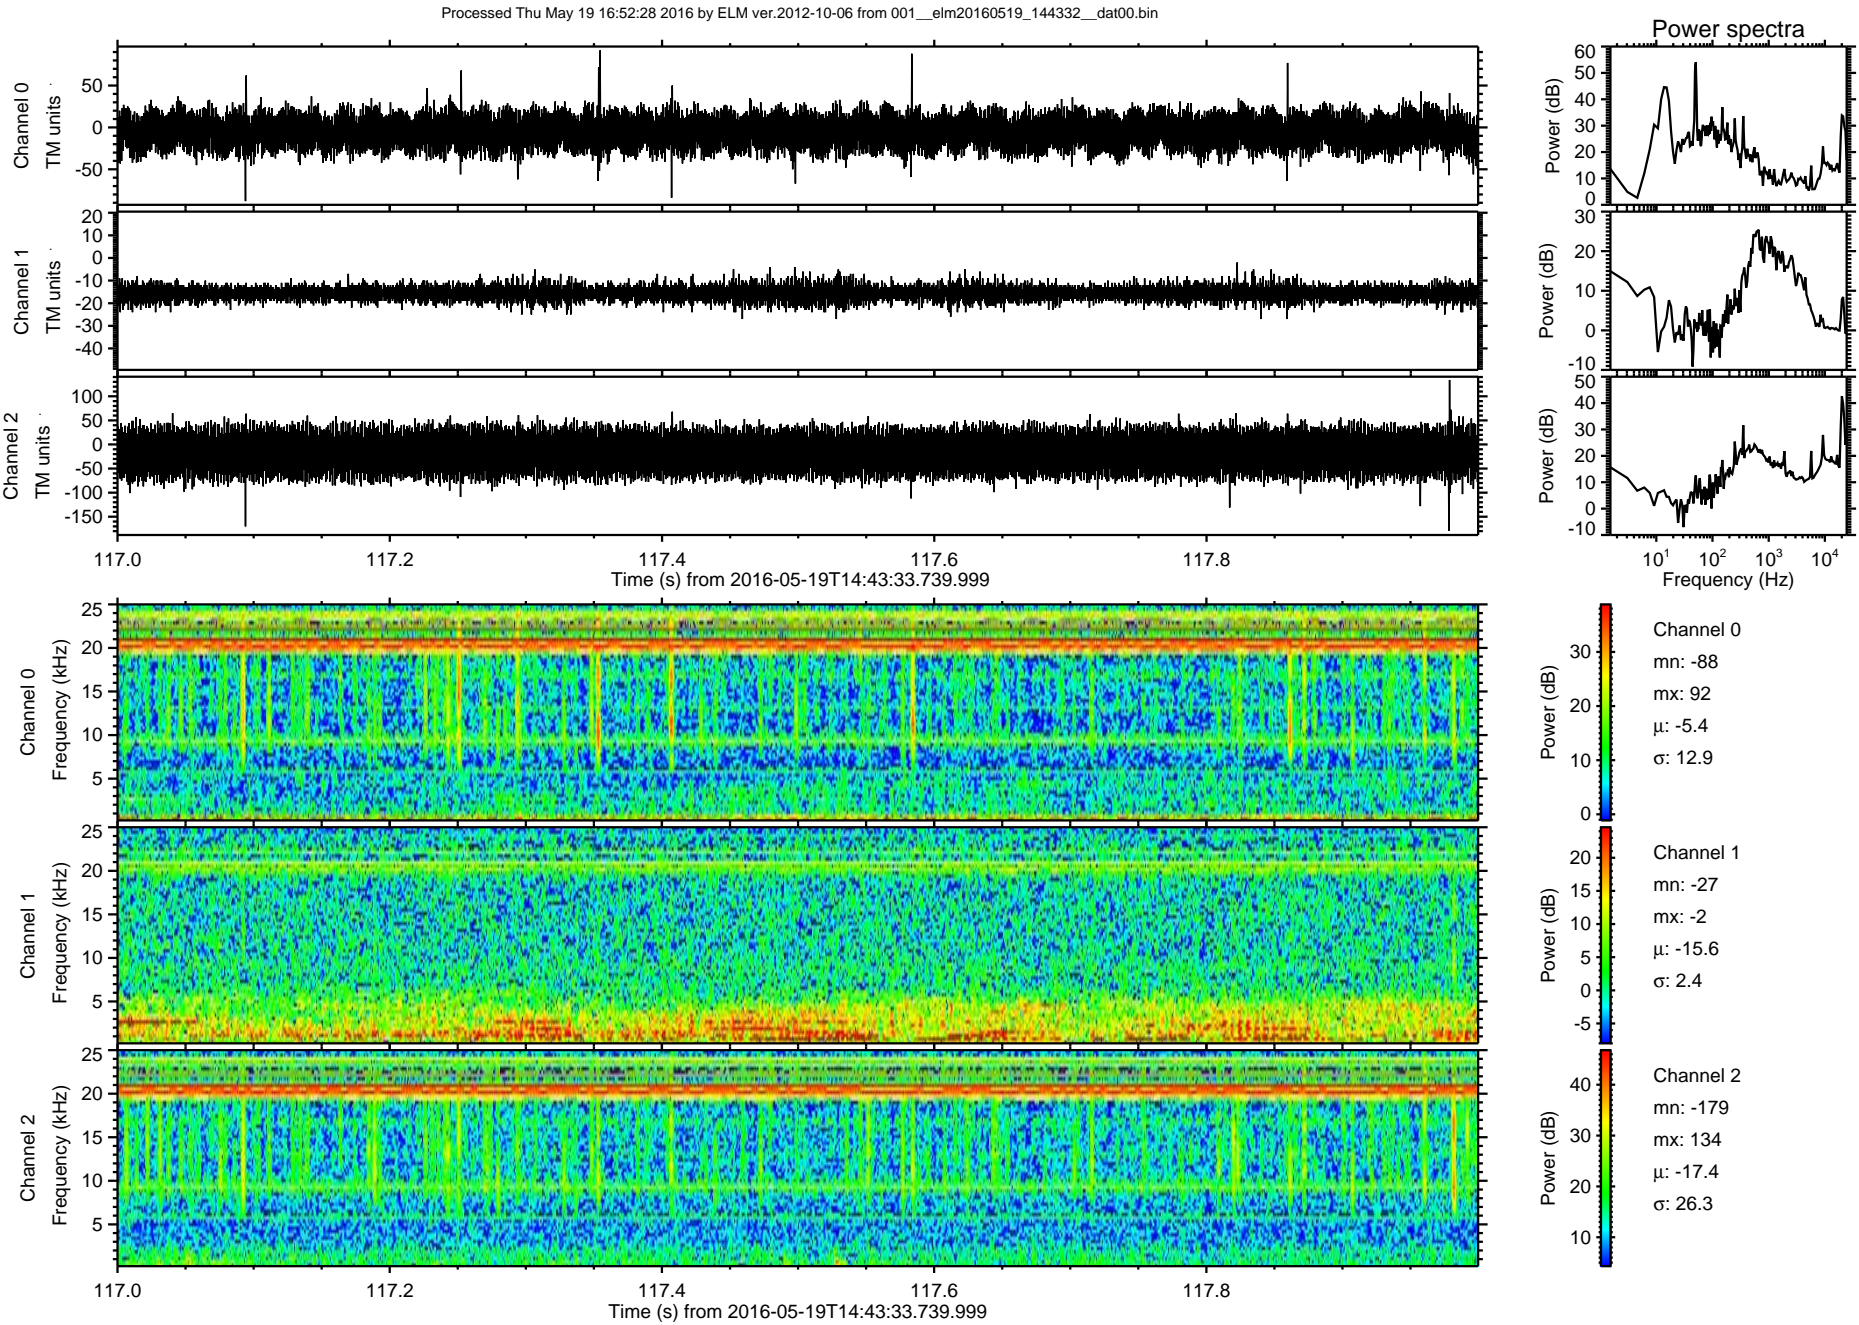 Processed Thu May 19 16:52:28 2016 by ELM ver.2012-10-06 from 001__elm20160519_144332__dat00.bin
Power spectra
Channel 0
TM units
50
0
-50
Power (dB)
60
50
40
30
20
10
0
Channel 1
TM units
20
10
0
-10
-20
-30
-40
Power (dB)
30
20
10
0
-10
Channel 2
TM units
100
50
0
-50
-100
-150
Power (dB)
50
40
30
20
10
0
-10
117.0 117.2 117.4 117.6 117.8
Time (s) from 2016-05-19T14:43:33.739.999
10^1 10^2 10^3 10^4
Frequency (Hz)
Channel 0
Frequency (kHz)
25
20
15
10
5
Power (dB)
30
20
10
0
Channel 0
mn: -88
mx: 92
μ: -5.4
σ: 12.9
Channel 1
Frequency (kHz)
25
20
15
10
5
Power (dB)
20
15
10
5
0
-5
Channel 1
mn: -27
mx: -2
μ: -15.6
σ: 2.4
Channel 2
Frequency (kHz)
25
20
15
10
5
Power (dB)
40
30
20
10
Channel 2
mn: -179
mx: 134
μ: -17.4
σ: 26.3
117.0 117.2 117.4 117.6 117.8
Time (s) from 2016-05-19T14:43:33.739.999